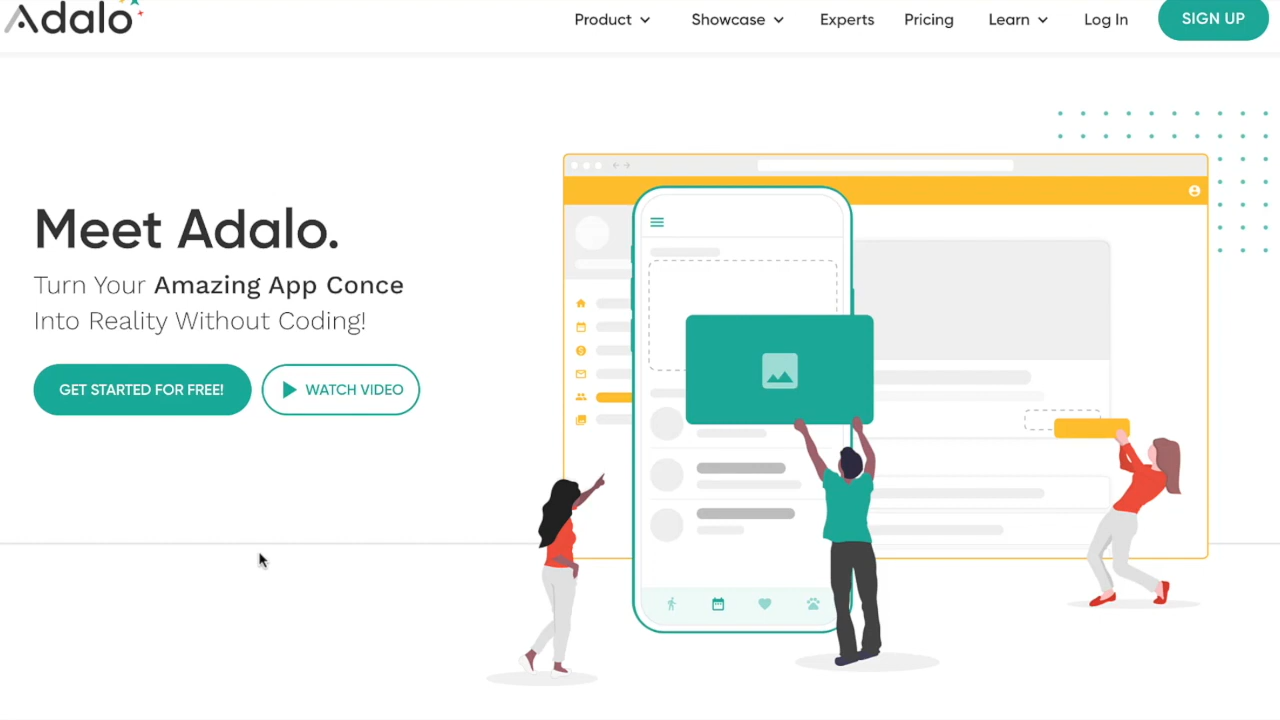 Adalo
Product
Showcase
Experts
Pricing
Learn
Log In
SIGN UP
Meet Adalo.
Turn Your Amazing App Conce
Into Reality Without Coding!
GET STARTED FOR FREE!
WATCH VIDEO